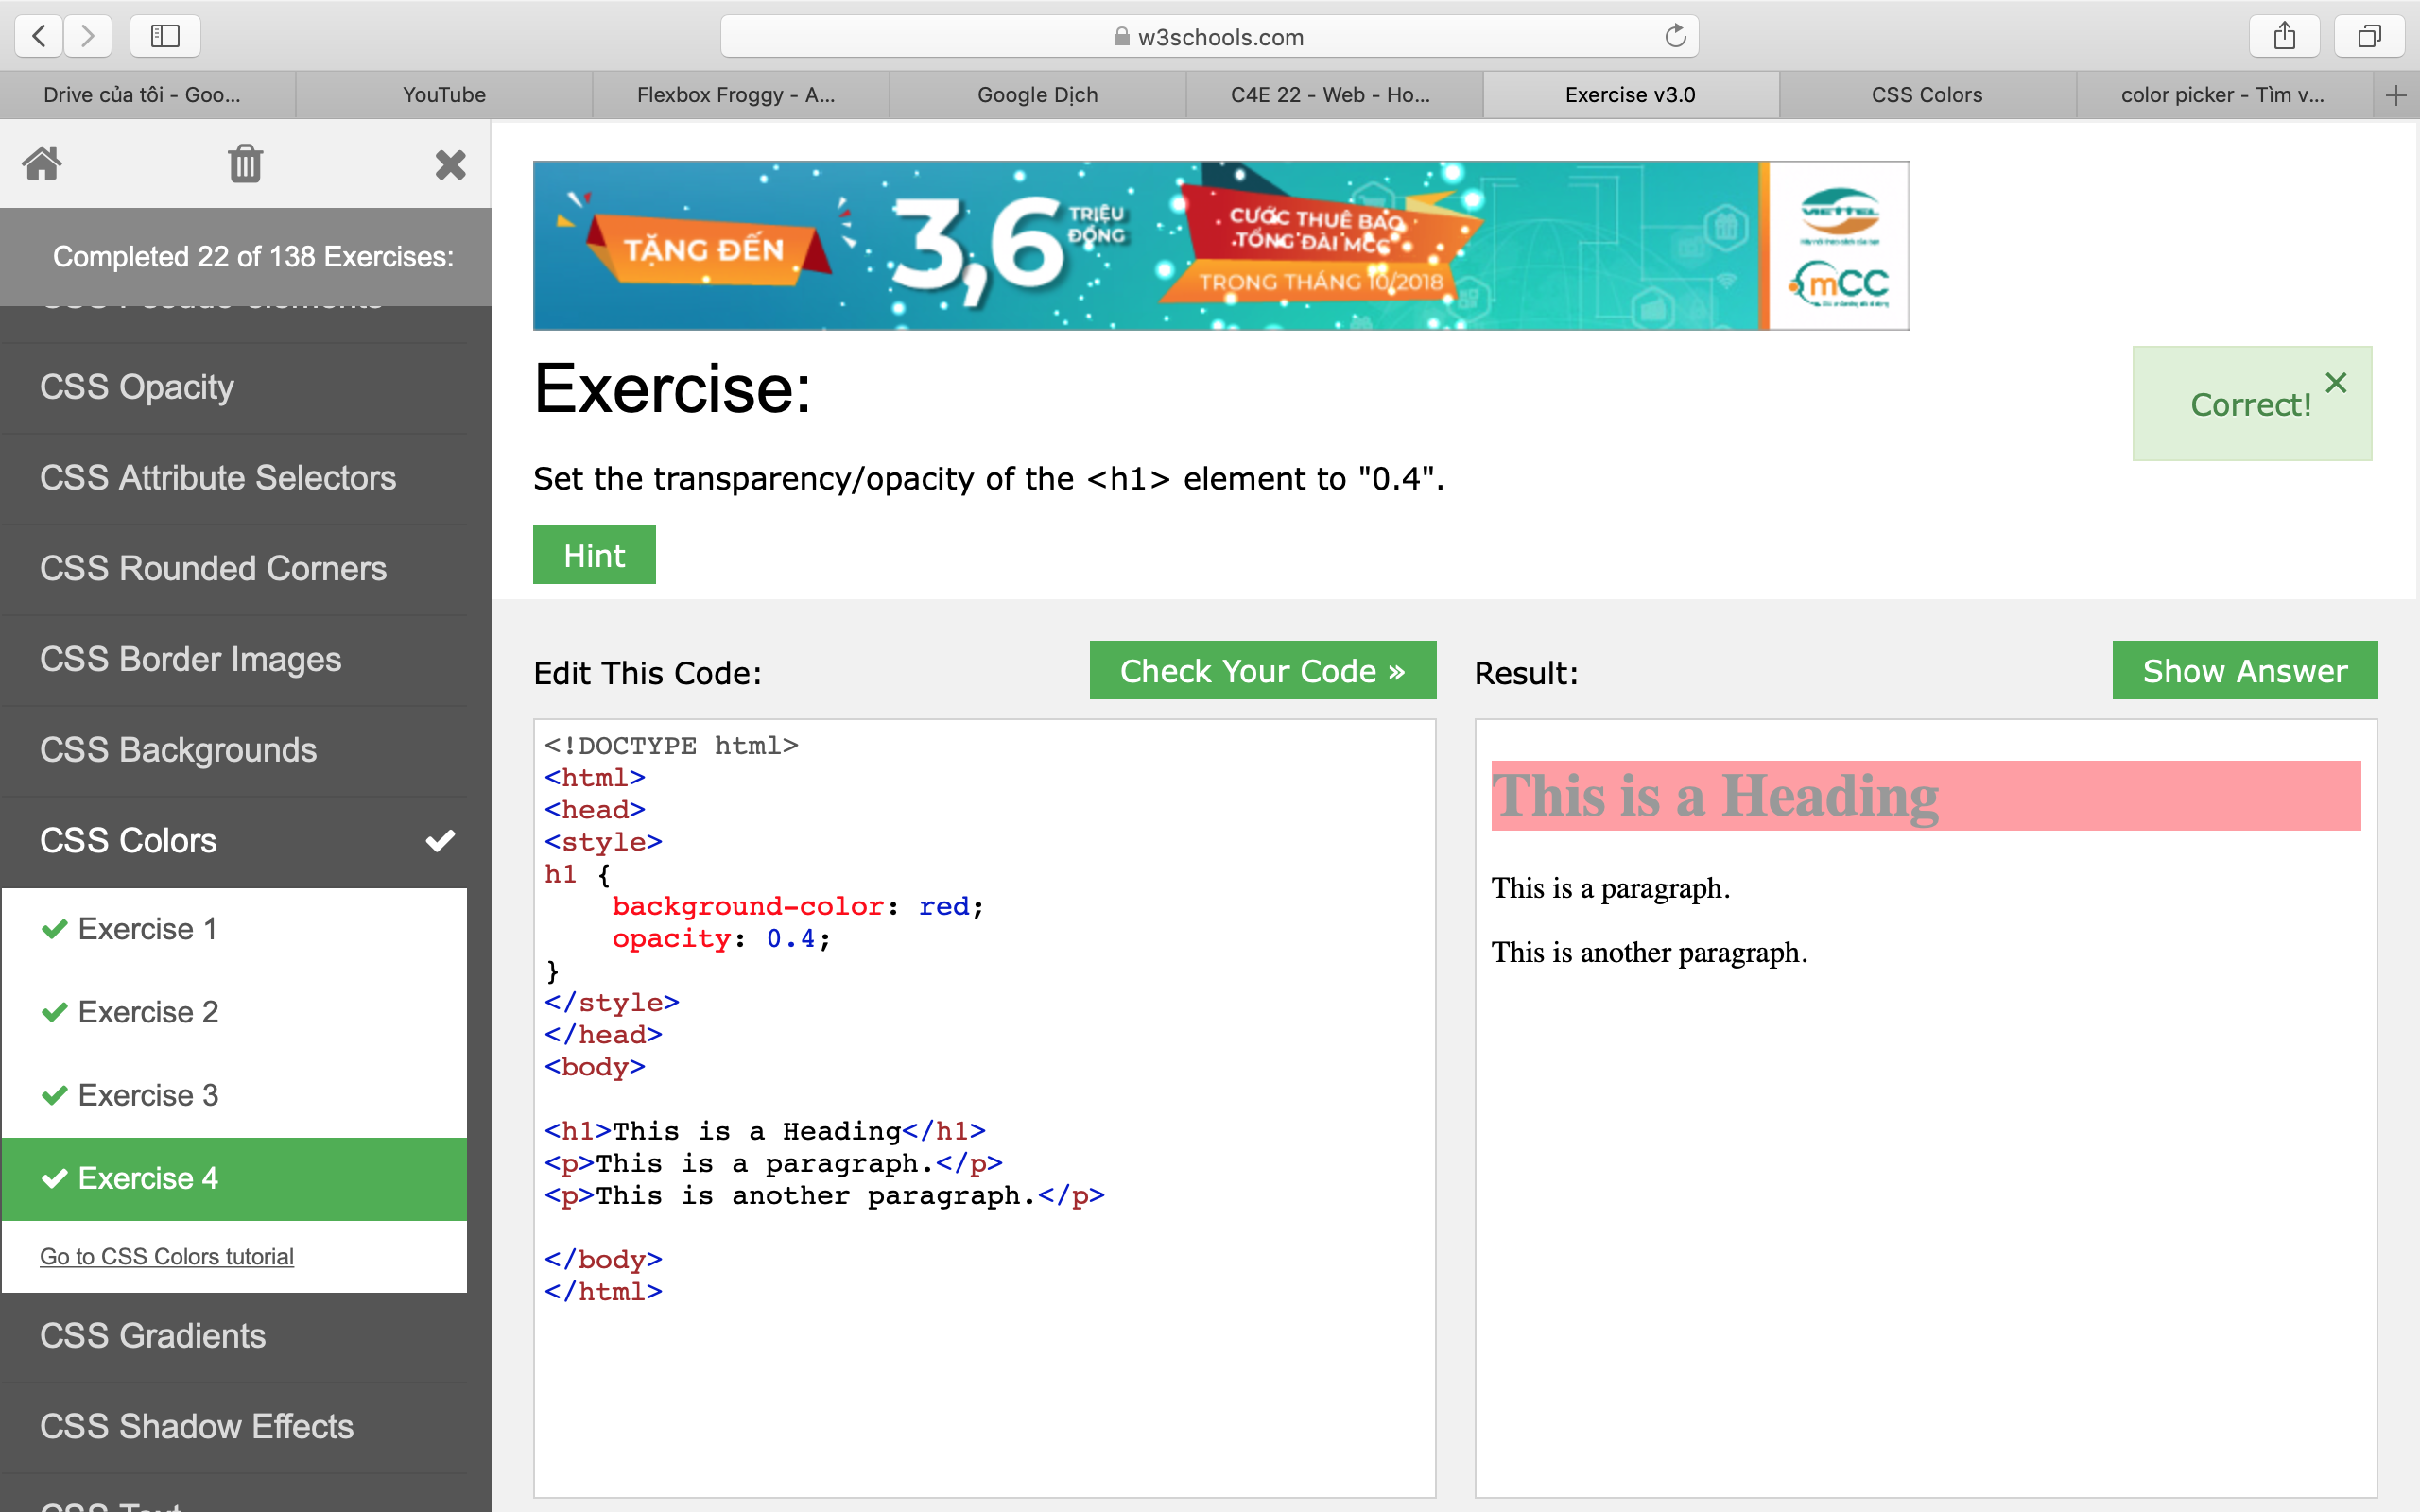 w3schools.com
Drive của tôi - Goo...
YouTube
Flexbox Froggy - A...
Google Dịch
C4E 22 - Web - Ho...
Exercise v3.0
CSS Colors
color picker - Tìm v...
Completed 22 of 138 Exercises:
CSS Opacity
CSS Attribute Selectors
CSS Rounded Corners
CSS Border Images
CSS Backgrounds
CSS Colors
Exercise 1
Exercise 2
Exercise 3
Exercise 4
Go to CSS Colors tutorial
CSS Gradients
CSS Shadow Effects
TẶNG ĐẾN
3,6
TRIỆU
ĐỒNG
CƯỚC THUÊ BAO
TỔNG ĐÀI MCC
TRONG THÁNG 10/2018
VIETTEL
mCC
Exercise:
Correct!
Set the transparency/opacity of the <h1> element to "0.4".
Hint
Edit This Code:
Check Your Code »
<!DOCTYPE html>
<html>
<head>
<style>
h1 {
    background-color: red;
    opacity: 0.4;
}
</style>
</head>
<body>
<h1>This is a Heading</h1>
<p>This is a paragraph.</p>
<p>This is another paragraph.</p>
</body>
</html>
Result:
Show Answer
This is a Heading
This is a paragraph.
This is another paragraph.